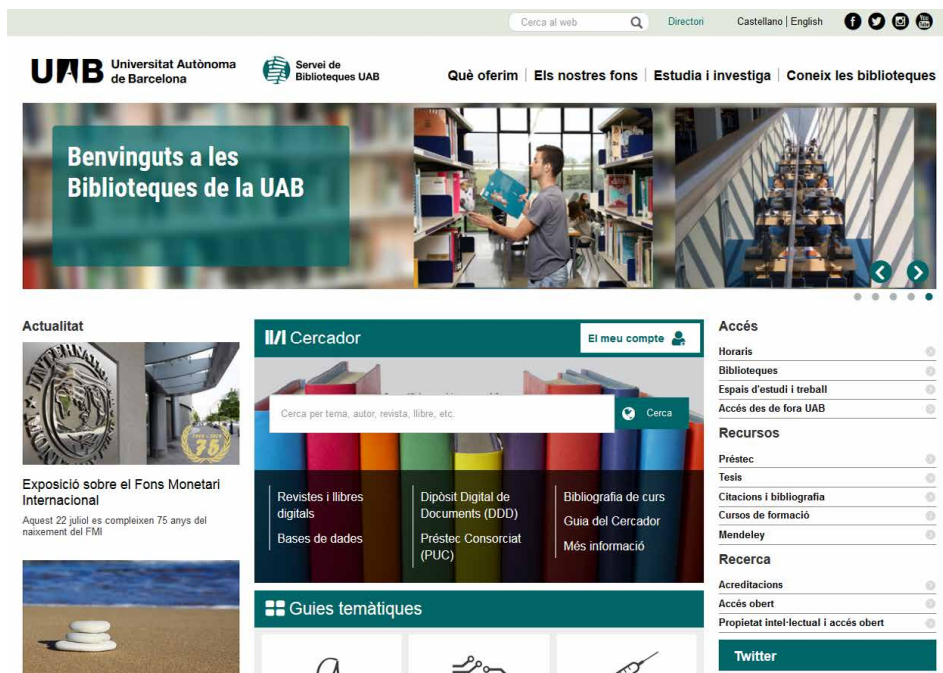 Cerca al web
Directori
Castellano | English
UAB Universitat Autònoma
de Barcelona
Servei de
Biblioteques UAB
Què oferim | Els nostres fons | Estudia i investiga | Coneix les biblioteques
Benvinguts a les
Biblioteques de la UAB
Actualitat
75
Exposició sobre el Fons Monetari
Internacional
Aquest 22 juliol es compleixen 75 anys del
naixement del FMI
Cercador
El meu compte
Cerca per tema, autor, revista, llibre, etc.
Cerca
Revistes i llibres
digitals
Bases de dades
Dipòsit Digital de
Documents (DDD)
Préstec Consorciat
(PUC)
Bibliografia de curs
Guia del Cercador
Més informació
Guies temàtiques
Accés
Horaris
Biblioteques
Espais d'estudi i treball
Accés des de fora UAB
Recursos
Préstec
Tesis
Citacions i bibliografia
Cursos de formació
Mendeley
Recerca
Acreditacions
Accés obert
Propietat intel·lectual i accés obert
Twitter